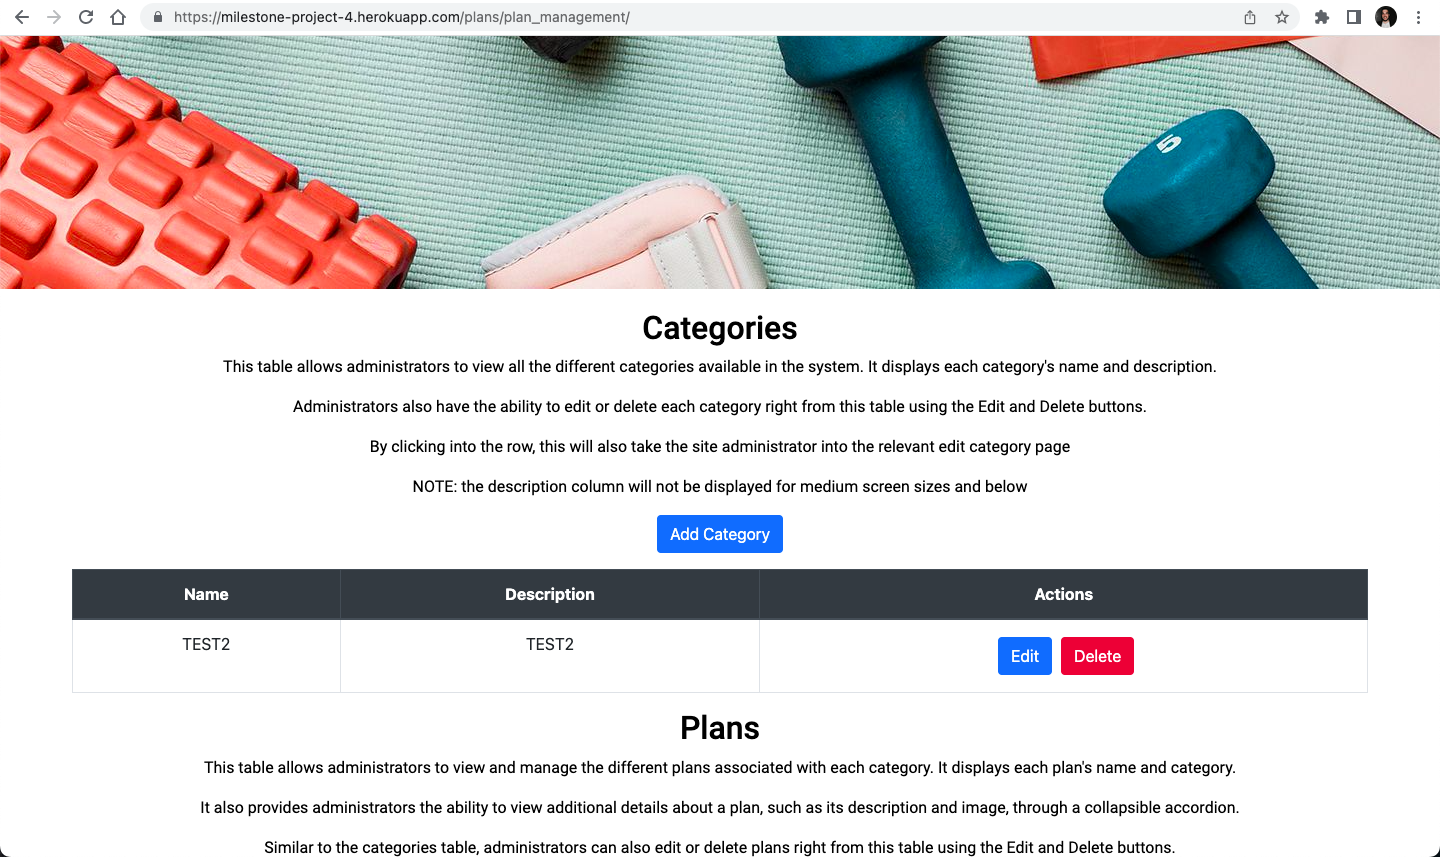 https://milestone-project-4.herokuapp.com/plans/plan_management/
5
Categories
This table allows administrators to view all the different categories available in the system. It displays each category's name and description.
Administrators also have the ability to edit or delete each category right from this table using the Edit and Delete buttons.
By clicking into the row, this will also take the site administrator into the relevant edit category page
NOTE: the description column will not be displayed for medium screen sizes and below
Add Category
Name Description Actions
TEST2 TEST2 Edit Delete
Plans
This table allows administrators to view and manage the different plans associated with each category. It displays each plan's name and category.
It also provides administrators the ability to view additional details about a plan, such as its description and image, through a collapsible accordion.
Similar to the categories table, administrators can also edit or delete plans right from this table using the Edit and Delete buttons.